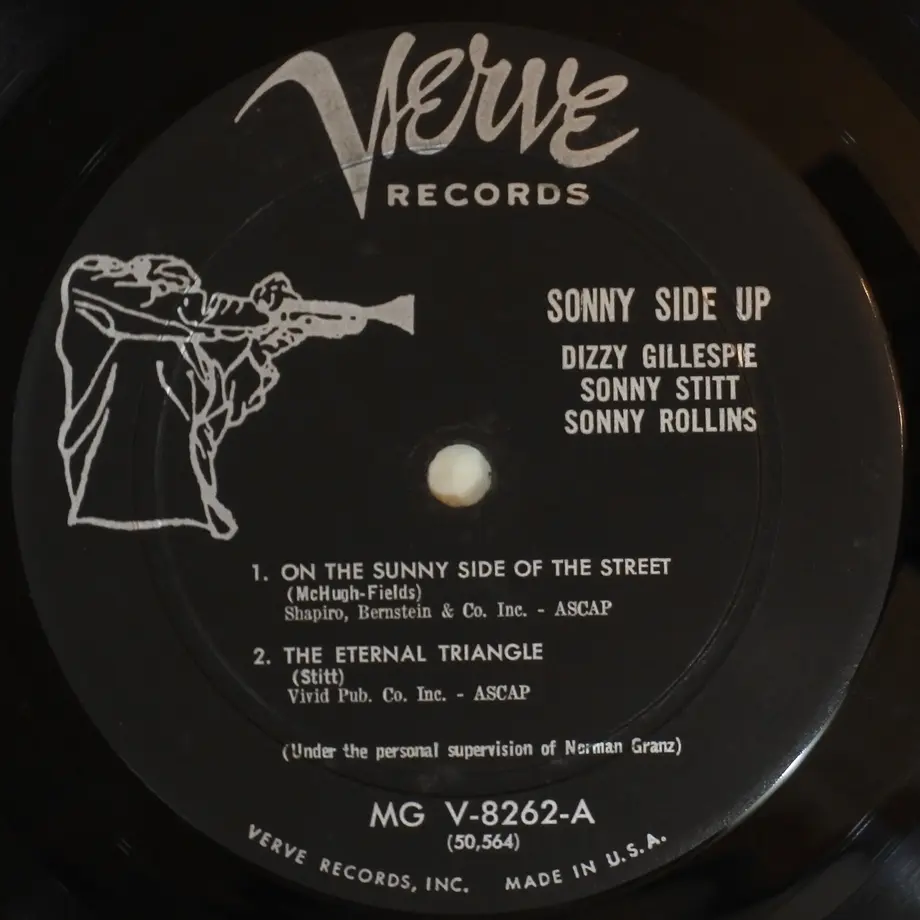 Verve
RECORDS
SONNY SIDE UP
DIZZY GILLESPIE
SONNY STITT
SONNY ROLLINS
1. ON THE SUNNY SIDE OF THE STREET
(McHugh-Fields)
Shapiro, Bernstein & Co. Inc. - ASCAP
2. THE ETERNAL TRIANGLE
(Stitt)
Vivid Pub. Co. Inc. - ASCAP
(Under the personal supervision of Norman Granz)
MG V-8262-A
(50,564)
VERVE RECORDS, INC. MADE IN U.S.A.